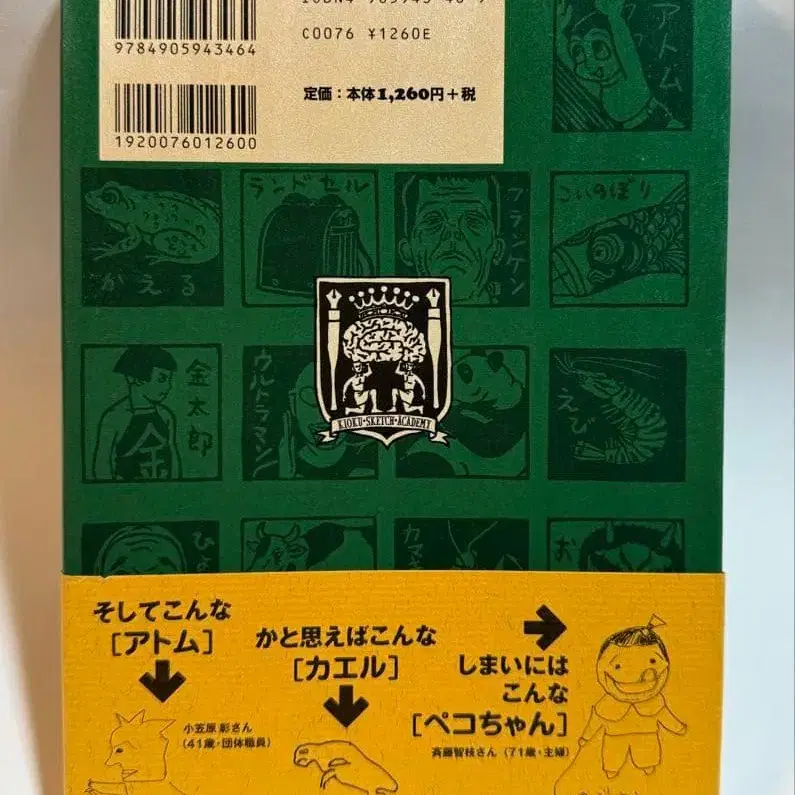 9784905943464
C0076 ¥1260E
定価：本体1,260円＋税
1920076012600
アトム
かえる
ランドセル
フランケン
こいのぼり
金太郎
金
ウルトラマン
えび
KIOKU・SKETCH・ACADEMY
カマキ
お
そしてこんな
［アトム］
小笠原 彰さん
（41歳・団体職員）
かと思えばこんな
［カエル］
しまいには
こんな
［ペコちゃん］
斉藤智枝さん（71歳・主婦）